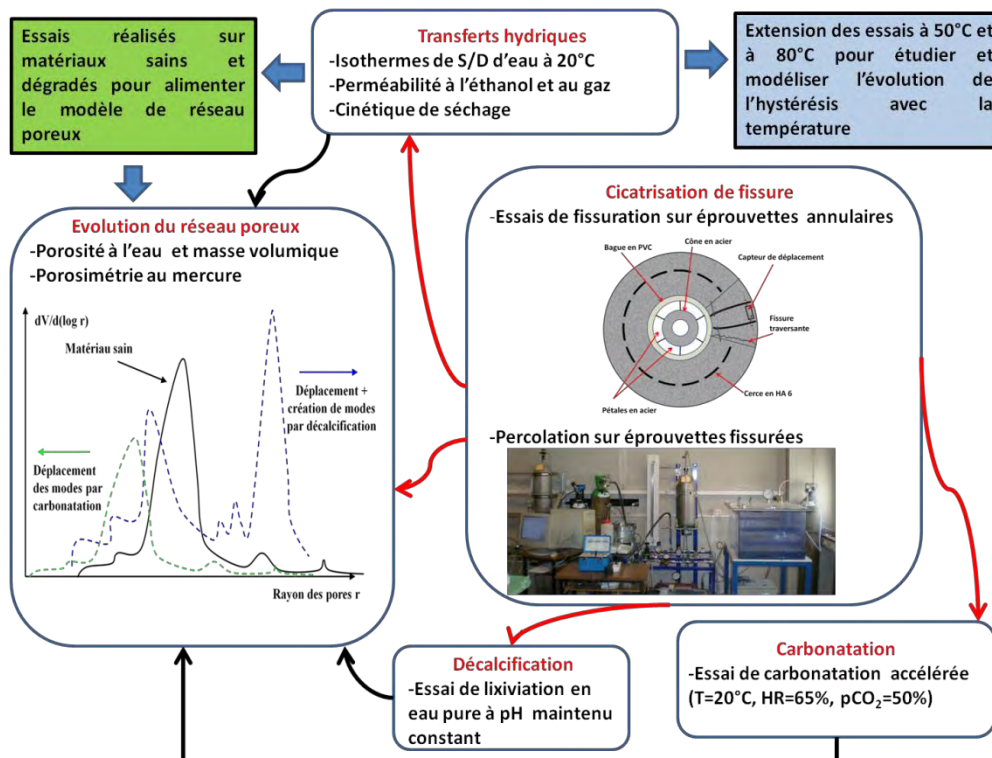 Essais réalisés sur
matériaux sains et
dégradés pour alimenter
le modèle de réseau
poreux
Transferts hydriques
-Isothermes de S/D d'eau à 20°C
-Perméabilité à l'éthanol et au gaz
-Cinétique de séchage
Extension des essais à 50°C et
à 80°C pour étudier et
modéliser l'évolution de
l'hystérésis avec la
température
Evolution du réseau poreux
-Porosité à l'eau et masse volumique
-Porosimétrie au mercure
dV/d(log r)
Matériau sain
Déplacement +
création de modes
par décalcification
Déplacement
des modes par
carbonatation
Rayon des pores r
Cicatrisation de fissure
-Essais de fissuration sur éprouvettes annulaires
Bague en PVC
Cône en acier
Capteur de déplacement
Fissure
traversante
Cerce en HA 6
Pétales en acier
-Percolation sur éprouvettes fissurées
Décalcification
-Essai de lixiviation en
eau pure à pH maintenu
constant
Carbonatation
-Essai de carbonatation accélérée
(T=20°C, HR=65%, pCO₂=50%)